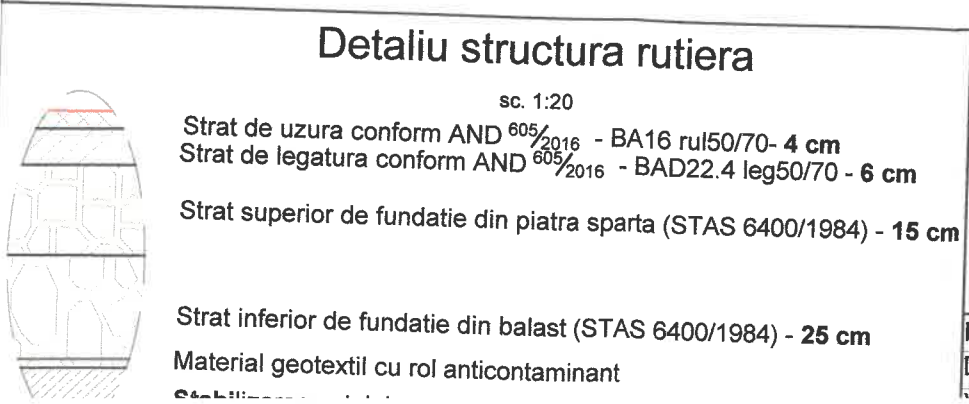 Detaliu structura rutiera
sc. 1:20
Strat de uzura conform AND 605/2016 - BA16 rul50/70- 4 cm
Strat de legatura conform AND 605/2016 - BAD22.4 leg50/70 - 6 cm
Strat superior de fundatie din piatra sparta (STAS 6400/1984) - 15 cm
Strat inferior de fundatie din balast (STAS 6400/1984) - 25 cm
Material geotextil cu rol anticontaminant